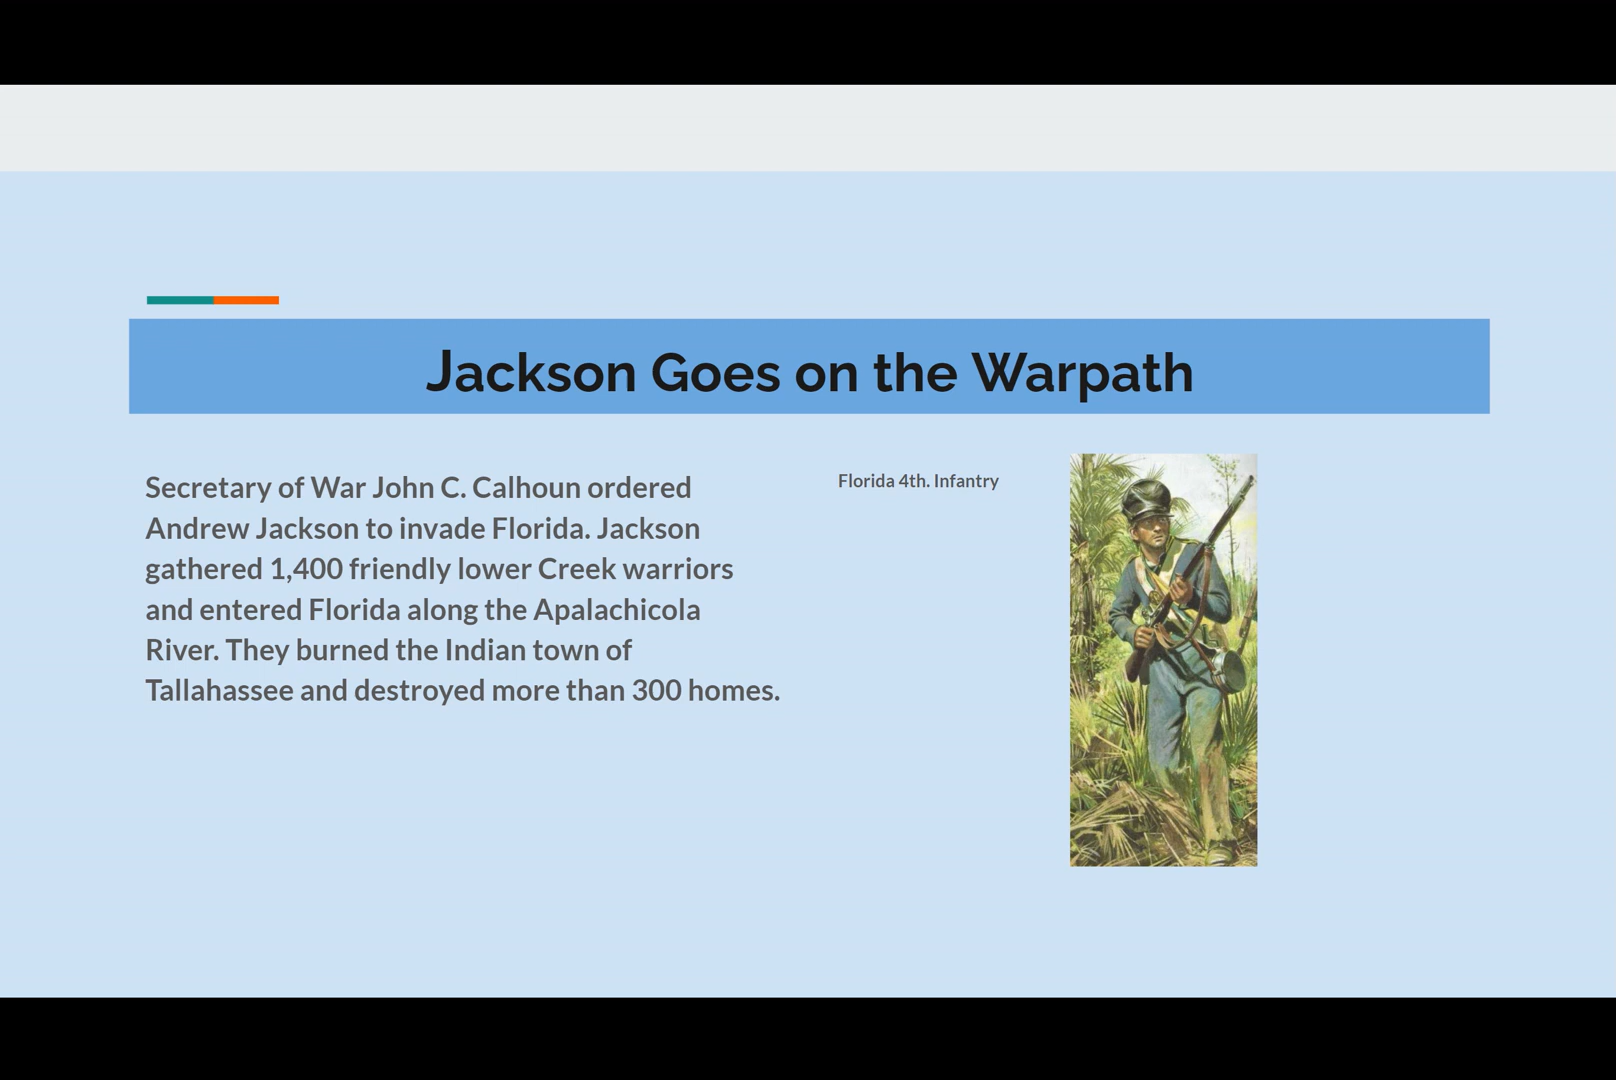 Jackson Goes on the Warpath
Secretary of War John C. Calhoun ordered
Andrew Jackson to invade Florida. Jackson
gathered 1,400 friendly lower Creek warriors
and entered Florida along the Apalachicola
River. They burned the Indian town of
Tallahassee and destroyed more than 300 homes.
Florida 4th. Infantry